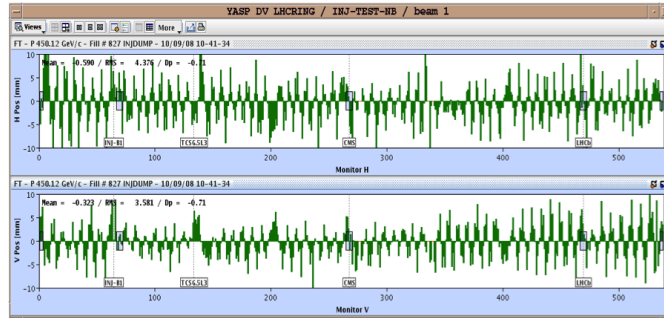 YASP DV LHCRING / INJ-TEST-NB / beam 1
Views
More
FT - P 450.12 GeV/c - Fill # 827 INJDUMP - 10/09/08 10-41-34
Mean = -0.590 / RMS = 4.376 / Dp = -0.71
H Pos [mm]
10
5
0
-5
-10
INJ-B1
TCSG.5L3
CMS
LHCb
0
100
200
300
400
500
Monitor H
FT - P 450.12 GeV/c - Fill # 827 INJDUMP - 10/09/08 10-41-34
Mean = -0.323 / RMS = 3.581 / Dp = -0.71
V Pos [mm]
10
5
0
-5
-10
INJ-B1
TCSG.5L3
CMS
LHCb
0
100
200
300
400
500
Monitor V